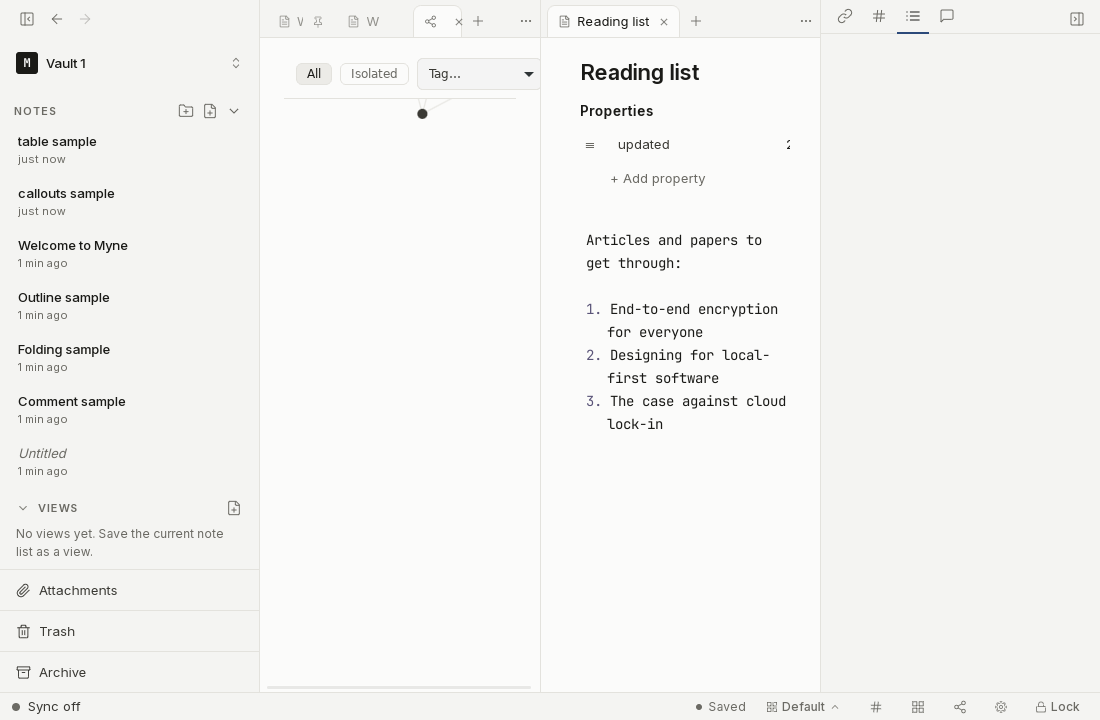 W
W
Reading list
M
Vault 1
NOTES
table sample
just now
callouts sample
just now
Welcome to Myne
1 min ago
Outline sample
1 min ago
Folding sample
1 min ago
Comment sample
1 min ago
Untitled
1 min ago
VIEWS
No views yet. Save the current note
list as a view.
Attachments
Trash
Archive
All
Isolated
Tag...
Reading list
Properties
updated
+ Add property
Articles and papers to
get through:
1. End-to-end encryption
for everyone
2. Designing for local-
first software
3. The case against cloud
lock-in
Sync off
Saved
Default
Lock